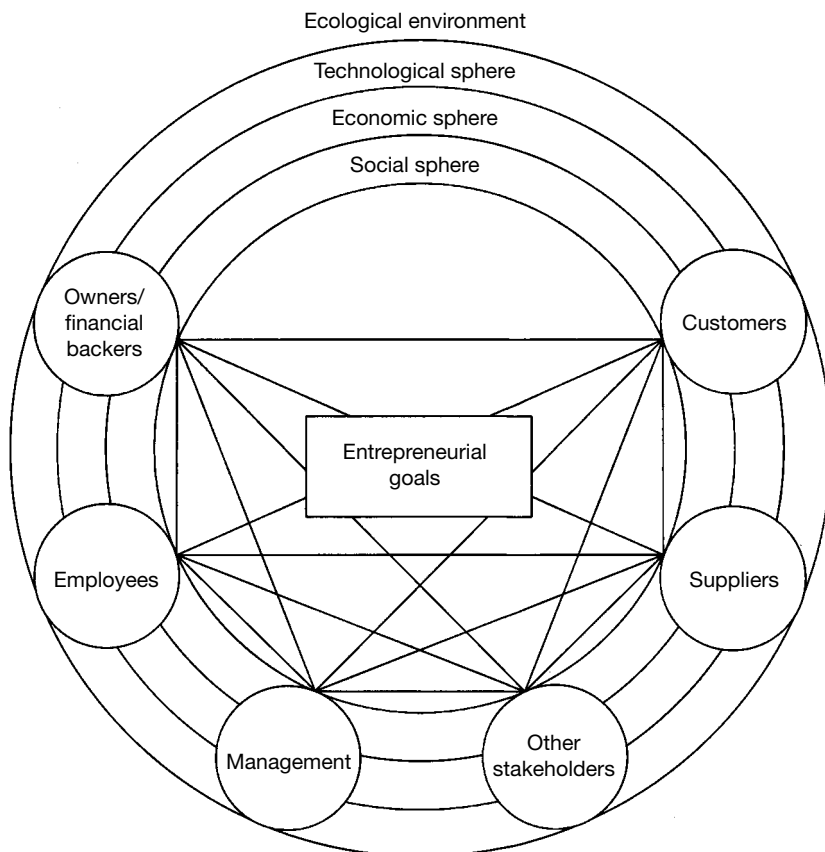 Ecological environment
Technological sphere
Economic sphere
Social sphere
Owners/
financial
backers
Customers
Entrepreneurial
goals
Employees
Suppliers
Management
Other
stakeholders